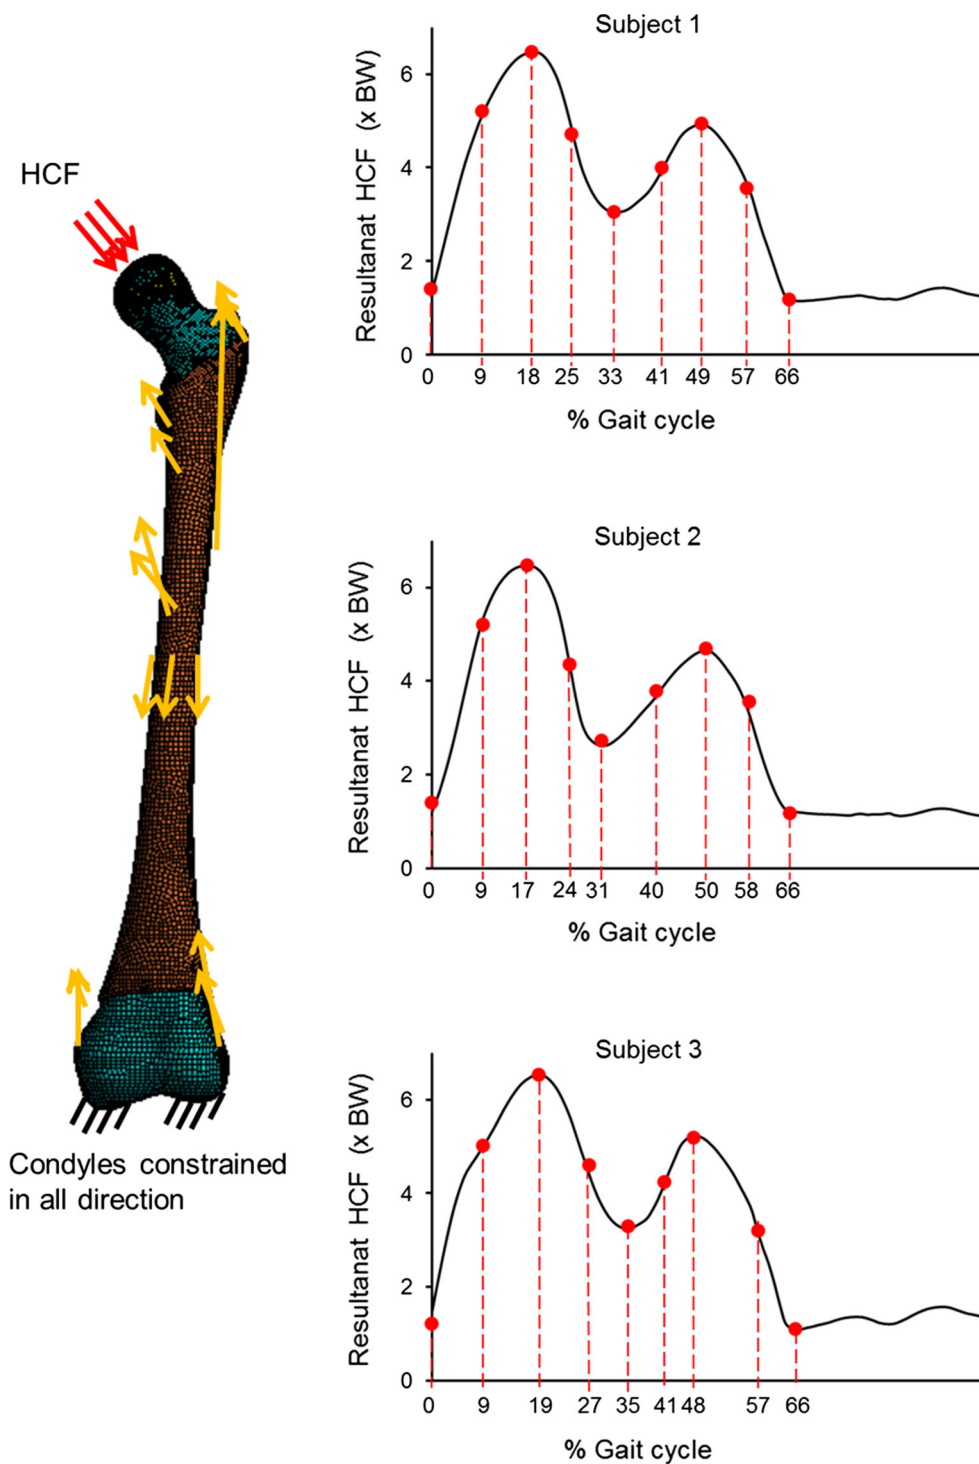 HCF
Condyles constrained
in all direction
Subject 1
Resultanat HCF (x BW)
6
4
2
0
0 9 18 25 33 41 49 57 66
% Gait cycle
Subject 2
Resultanat HCF (x BW)
6
4
2
0
0 9 17 24 31 40 50 58 66
% Gait cycle
Subject 3
Resultanat HCF (x BW)
6
4
2
0
0 9 19 27 35 41 48 57 66
% Gait cycle